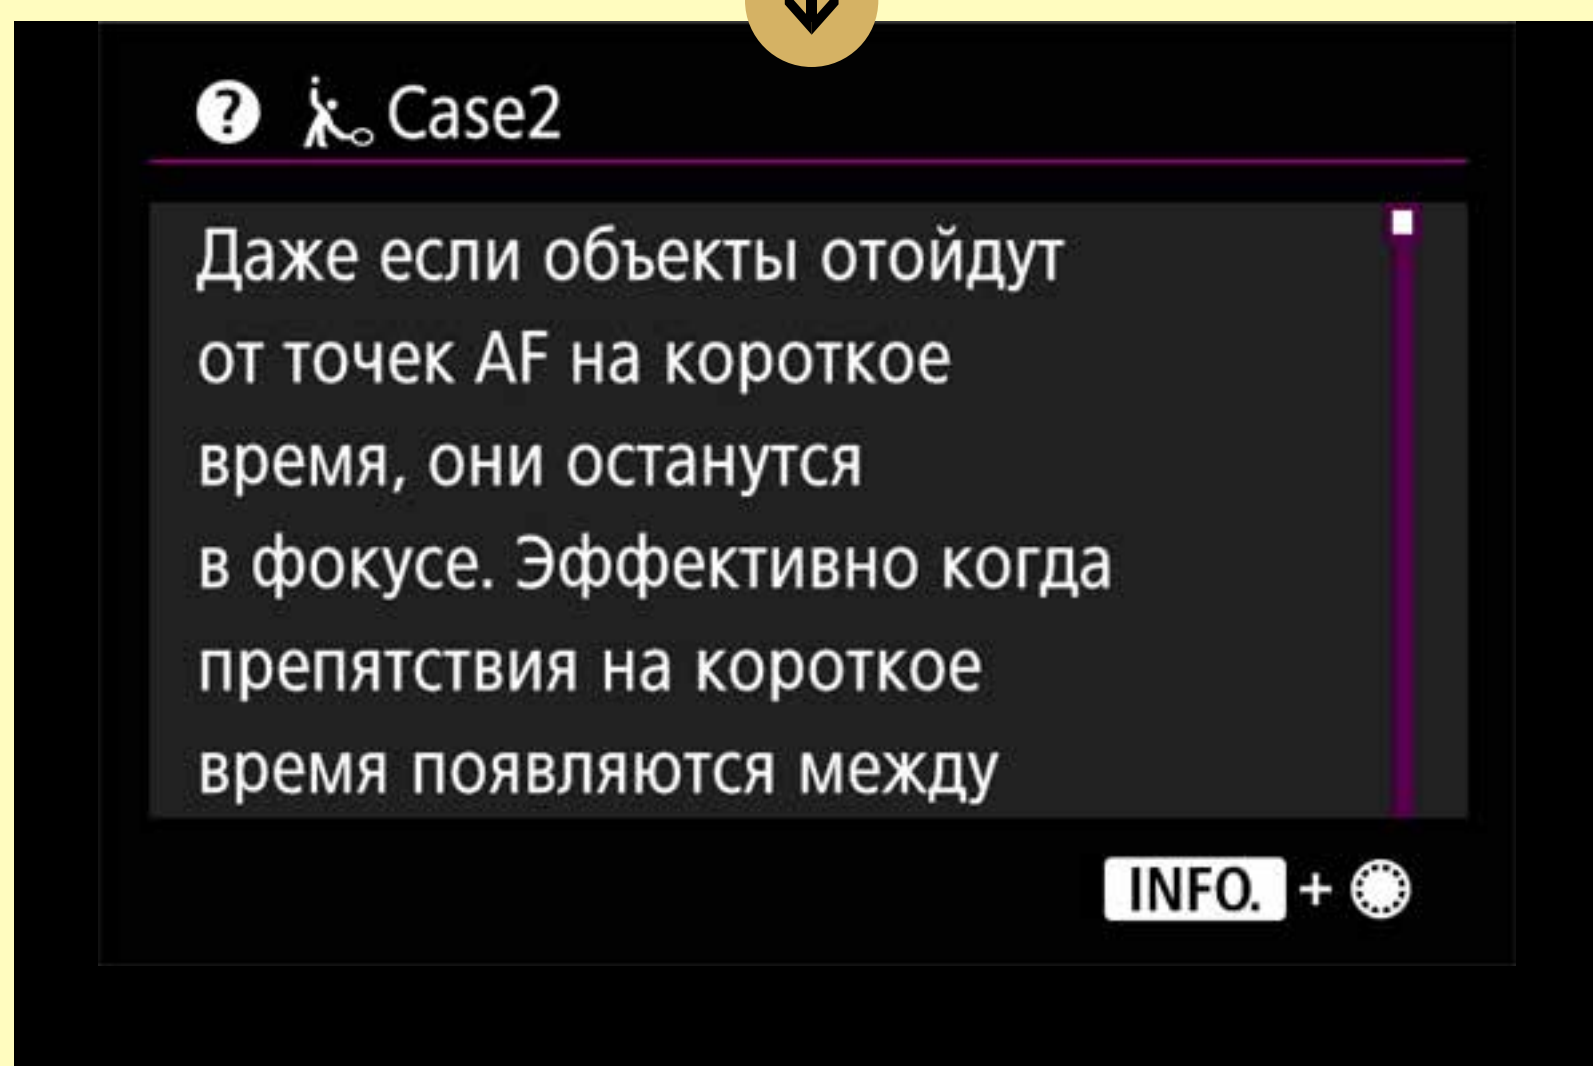 ? Case2
Даже если объекты отойдут
от точек AF на короткое
время, они останутся
в фокусе. Эффективно когда
препятствия на короткое
время появляются между
INFO. +